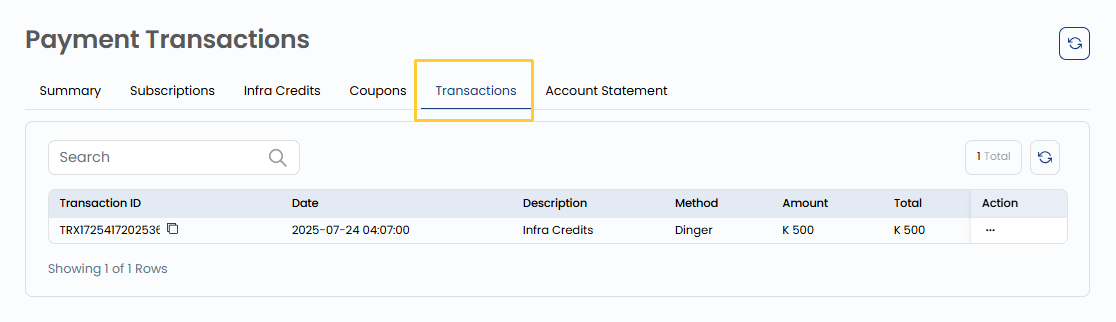 Payment Transactions
Summary Subscriptions Infra Credits Coupons Transactions Account Statement
Search 1 Total
Transaction ID Date Description Method Amount Total Action
TRX172541720253 2025-07-24 04:07:00 Infra Credits Dinger K 500 K 500 ...
Showing 1 of 1 Rows